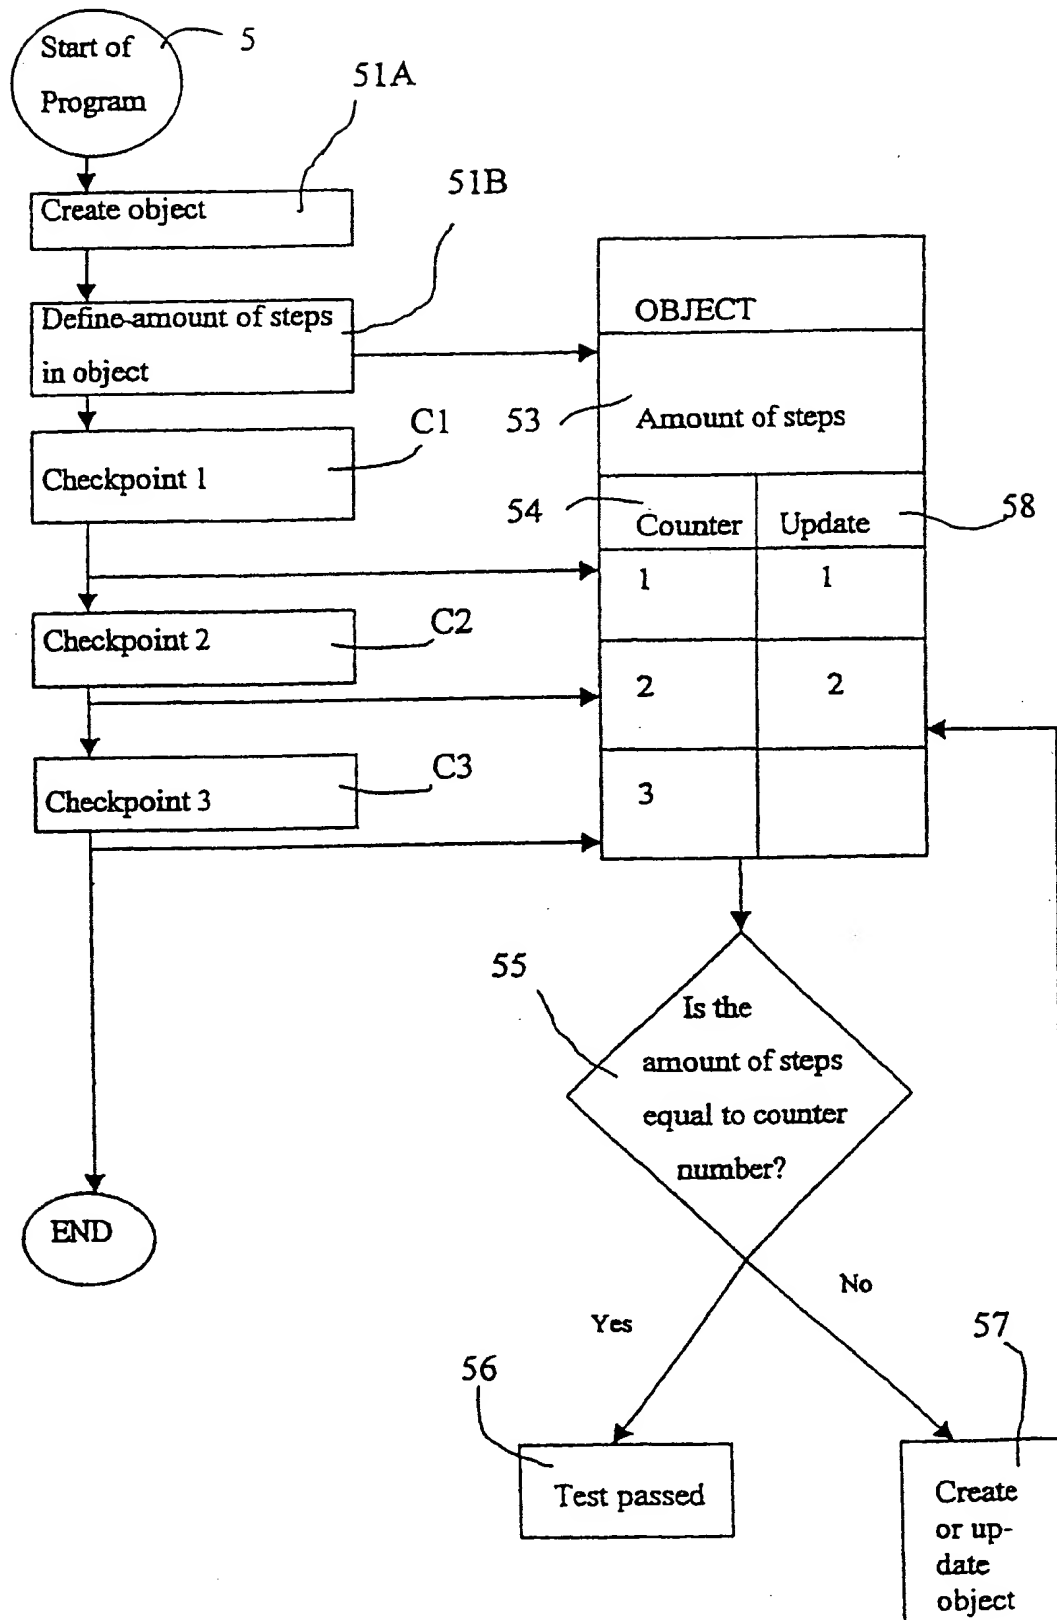 Start of
Program
5
51A
Create object
51B
Define amount of steps
in object
C1
Checkpoint 1
C2
Checkpoint 2
C3
Checkpoint 3
END
OBJECT
53
Amount of steps
54
58
Counter Update
1 1
2 2
3
55
Is the
amount of steps
equal to counter
number?
Yes
No
56
Test passed
57
Create
or up-
date
object